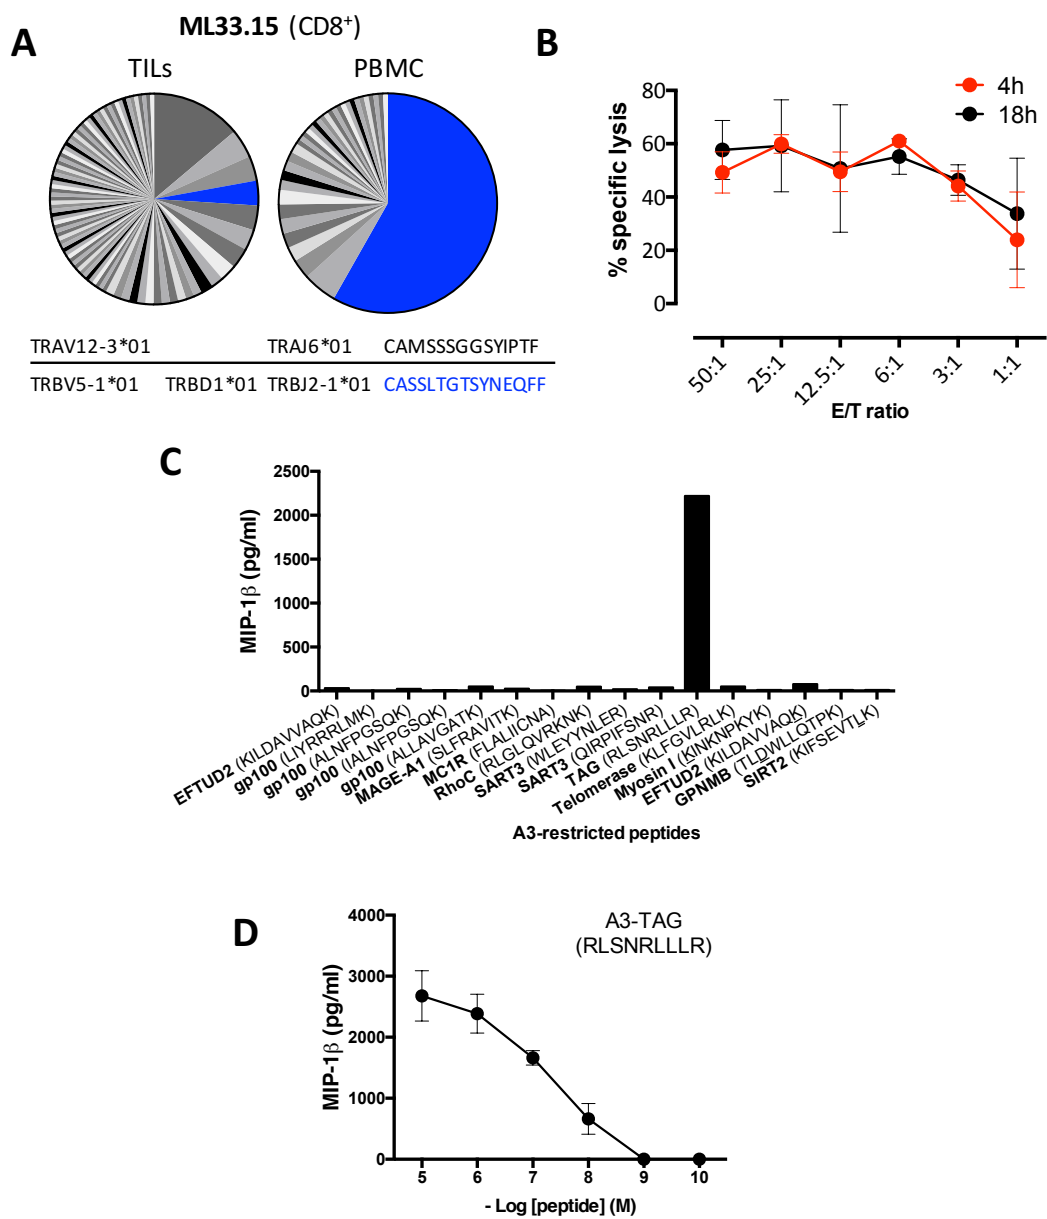 ML33.15 (CD8⁺)
A
TILs
PBMC
TRAV12-3*01 TRAJ6*01 CAMSSSGGSYIPTF
TRBV5-1*01 TRBD1*01 TRBJ2-1*01 CASSLTGTSYNEQFF
B
4h
18h
% specific lysis
80
60
40
20
0
50:1
25:1
12.5:1
6:1
3:1
1:1
E/T ratio
C
MIP-1β (pg/ml)
2500
2000
1500
1000
500
0
EFTUD2 (KILDAVVAQK)
gp100 (LIYRRRLMK)
gp100 (ALNFPGSQK)
gp100 (IALNFPGSQK)
gp100 (ALLAVGATK)
MAGE-A1 (SLFRAVITK)
MC1R (FLALIICNA)
RhoC (RLGLQVRKNK)
SART3 (WLEYYNLER)
SART3 (QIRPIFSNR)
TAG (RLSNRLLLR)
Telomerase (KLFGVLRLK)
Myosin I (KINKNPKYK)
EFTUD2 (KILDAVVAQK)
GPNMB (TLDWLLQTPK)
SIRT2 (KIFSEVTLK)
A3-restricted peptides
D
A3-TAG
(RLSNRLLLR)
MIP-1β (pg/ml)
4000
3000
2000
1000
0
5 6 7 8 9 10
- Log [peptide] (M)